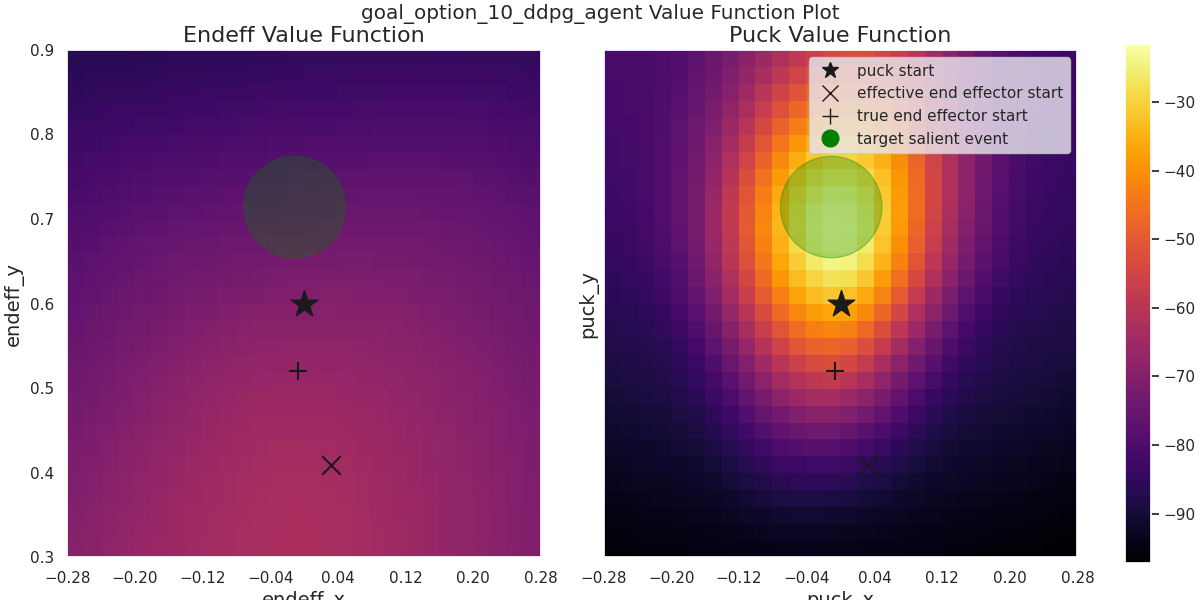 goal_option_10_ddpg_agent Value Function Plot
Endeff Value Function
Puck Value Function
puck start
effective end effector start
true end effector start
target salient event
0.9
0.8
0.7
0.6
0.5
0.4
0.3
endeff_y
−0.28 −0.20 −0.12 −0.04 0.04 0.12 0.20 0.28
endeff_x
puck_y
−0.28 −0.20 −0.12 −0.04 0.04 0.12 0.20 0.28
puck_x
−30
−40
−50
−60
−70
−80
−90